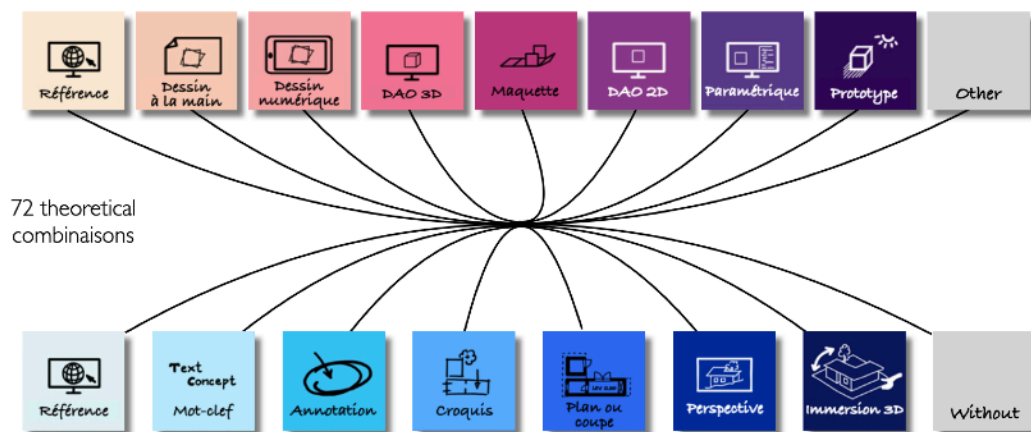 Référence
Dessin
à la main
Dessin
numérique
DAO 3D
Maquette
DAO 2D
Paramétrique
Prototype
Other
72 theoretical
combinaisons
Référence
Text
Concept
Mot-clef
Annotation
Croquis
Plan ou
coupe
Perspective
Immersion 3D
Without